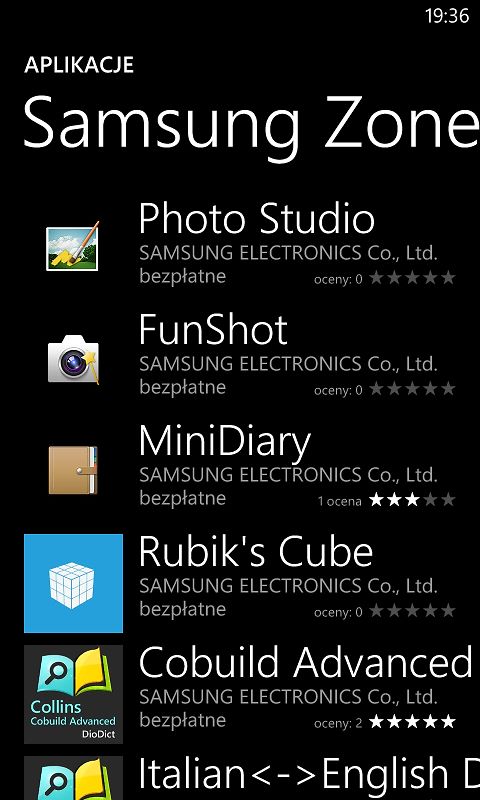 19:36
APLIKACJE
Samsung Zone
Photo Studio
SAMSUNG ELECTRONICS Co., Ltd.
bezpłatne
oceny: 0
FunShot
SAMSUNG ELECTRONICS Co., Ltd.
bezpłatne
oceny: 0
MiniDiary
SAMSUNG ELECTRONICS Co., Ltd.
bezpłatne
1 ocena
Rubik's Cube
SAMSUNG ELECTRONICS Co., Ltd.
bezpłatne
oceny: 0
Collins
Cobuild Advanced
DioDict
Cobuild Advanced
SAMSUNG ELECTRONICS Co., Ltd.
bezpłatne
oceny: 2
Italian<->English D